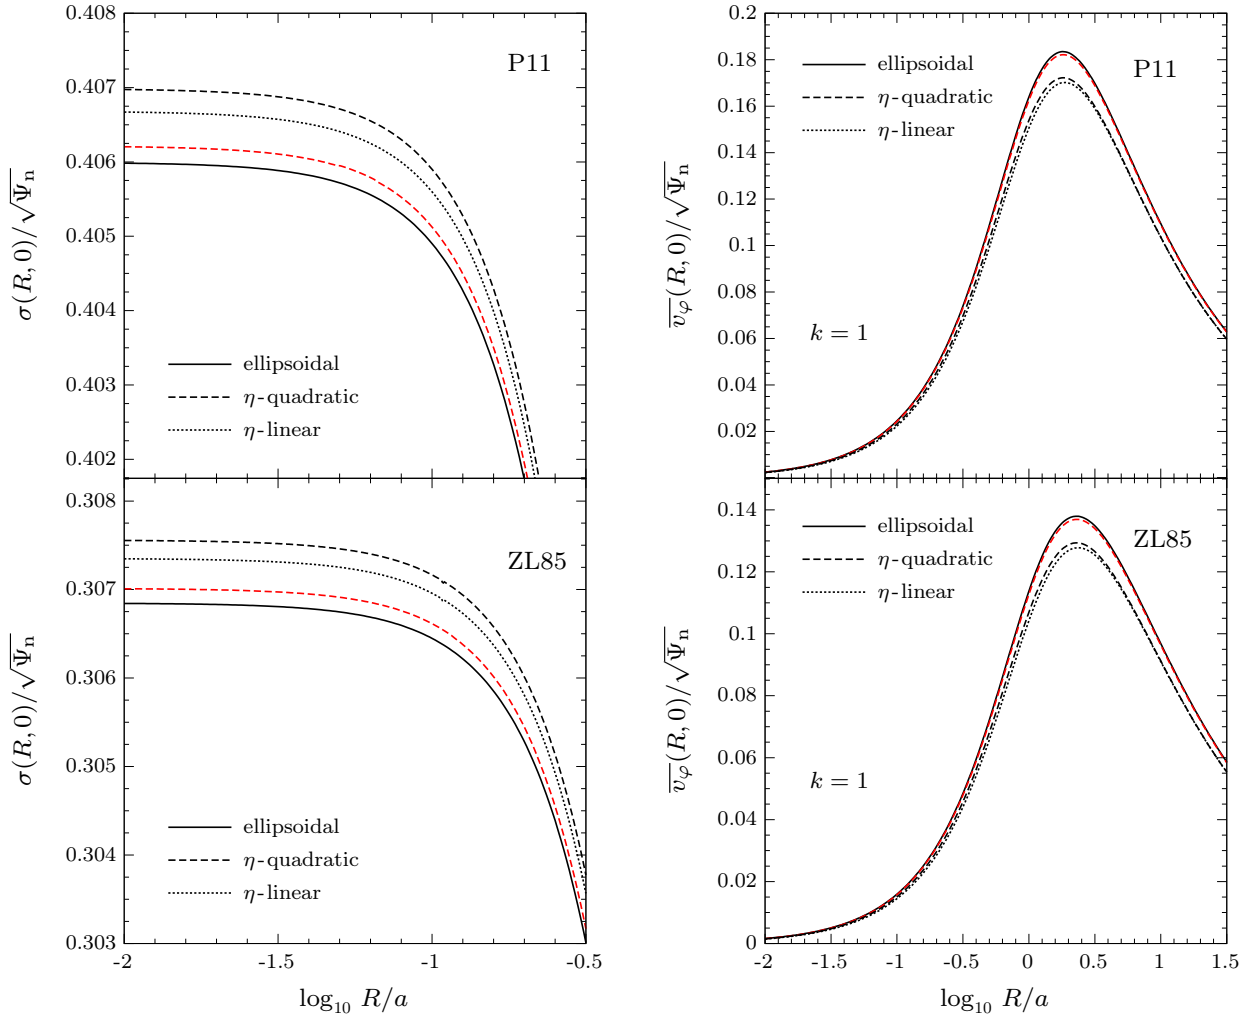 0.408
0.407
0.406
0.405
0.404
0.403
0.402
σ(R, 0)/√Ψn
P11
ellipsoidal
η-quadratic
η-linear
0.2
0.18
0.16
0.14
0.12
0.1
0.08
0.06
0.04
0.02
v̅φ(R, 0)/√Ψn
P11
ellipsoidal
η-quadratic
η-linear
k = 1
0.308
0.307
0.306
0.305
0.304
0.303
σ(R, 0)/√Ψn
ZL85
ellipsoidal
η-quadratic
η-linear
-2 -1.5 -1 -0.5
log10 R/a
0.14
0.12
0.1
0.08
0.06
0.04
0.02
0
v̅φ(R, 0)/√Ψn
ZL85
ellipsoidal
η-quadratic
η-linear
k = 1
-2 -1.5 -1 -0.5 0 0.5 1 1.5
log10 R/a